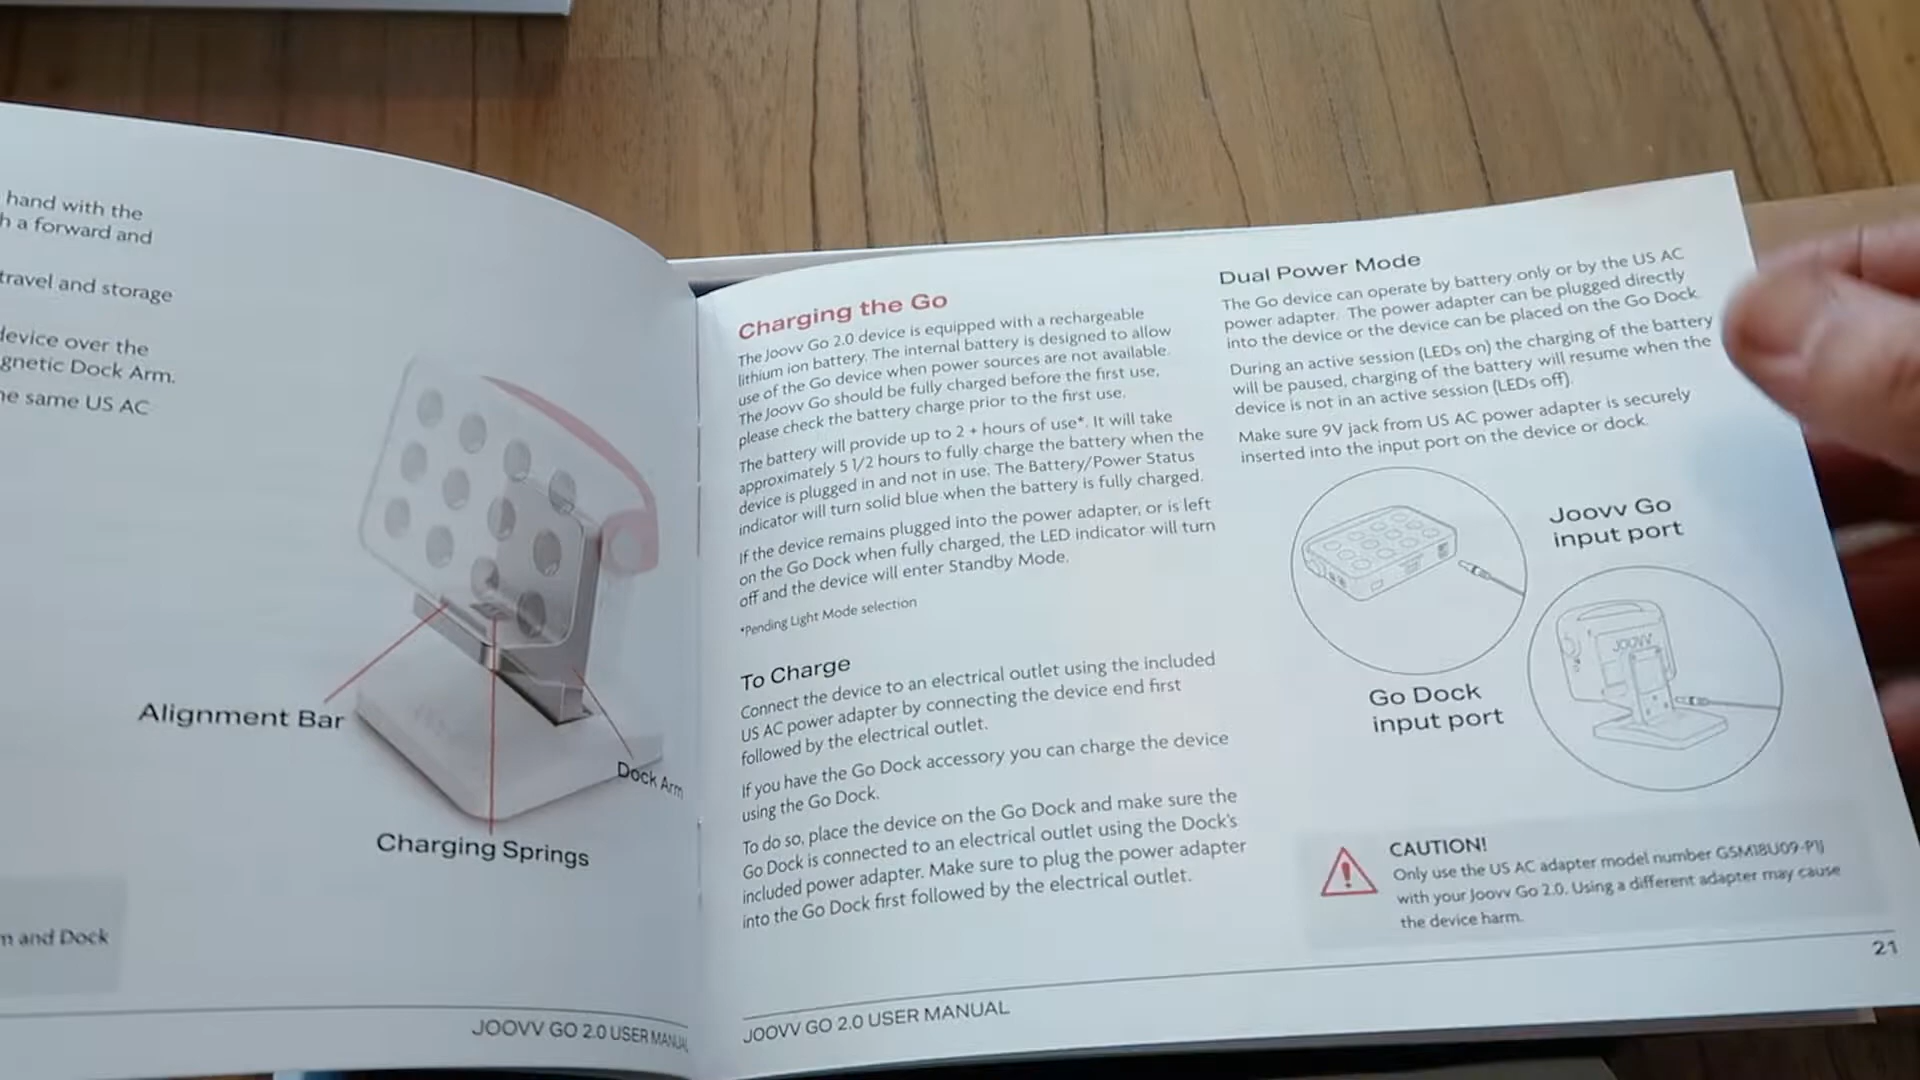 hand with the
h a forward and
travel and storage
device over the
gnetic Dock Arm.
he same US AC
Alignment Bar
Dock Arm
Charging Springs
and Dock
JOOVV GO 2.0 USER MANUAL
Charging the Go
The Joovv Go 2.0 device is equipped with a rechargeable
lithium ion battery. The internal battery is designed to allow
use of the Go device when power sources are not available.
The Joovv Go should be fully charged before the first use,
please check the battery charge prior to the first use.
The battery will provide up to 2 + hours of use*. It will take
approximately 5 1/2 hours to fully charge the battery when the
device is plugged in and not in use. The Battery/Power Status
indicator will turn solid blue when the battery is fully charged.
If the device remains plugged into the power adapter, or is left
on the Go Dock when fully charged, the LED indicator will turn
off and the device will enter Standby Mode.
*Pending Light Mode selection
To Charge
Connect the device to an electrical outlet using the included
US AC power adapter by connecting the device end first
followed by the electrical outlet.
If you have the Go Dock accessory you can charge the device
using the Go Dock.
To do so, place the device on the Go Dock and make sure the
Go Dock is connected to an electrical outlet using the Dock's
included power adapter. Make sure to plug the power adapter
into the Go Dock first followed by the electrical outlet.
Dual Power Mode
The Go device can operate by battery only or by the US AC
power adapter. The power adapter can be plugged directly
into the device or the device can be placed on the Go Dock.
During an active session (LEDs on) the charging of the battery
will be paused, charging of the battery will resume when the
device is not in an active session (LEDs off).
Make sure 9V jack from US AC power adapter is securely
inserted into the input port on the device or dock.
Joovv Go
input port
JOOVV
Go Dock
input port
CAUTION!
Only use the US AC adapter model number GSM18U09-P1J
with your Joovv Go 2.0. Using a different adapter may cause
the device harm.
JOOVV GO 2.0 USER MANUAL
21